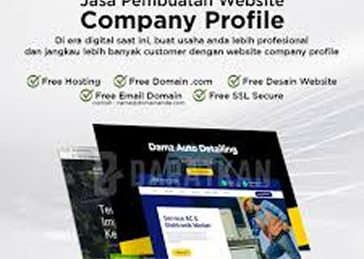 Jasa Pembuatan Website
Company Profile
Di era digital saat ini, buat usaha anda lebih profesional
dan jangkau lebih banyak customer dengan website company profile
Free Hosting
Free Domain .com
Free Desain Website
Free Email Domain
Free SSL Secure
Damz Auto Detailing
Service AC &
Elektronik Medan